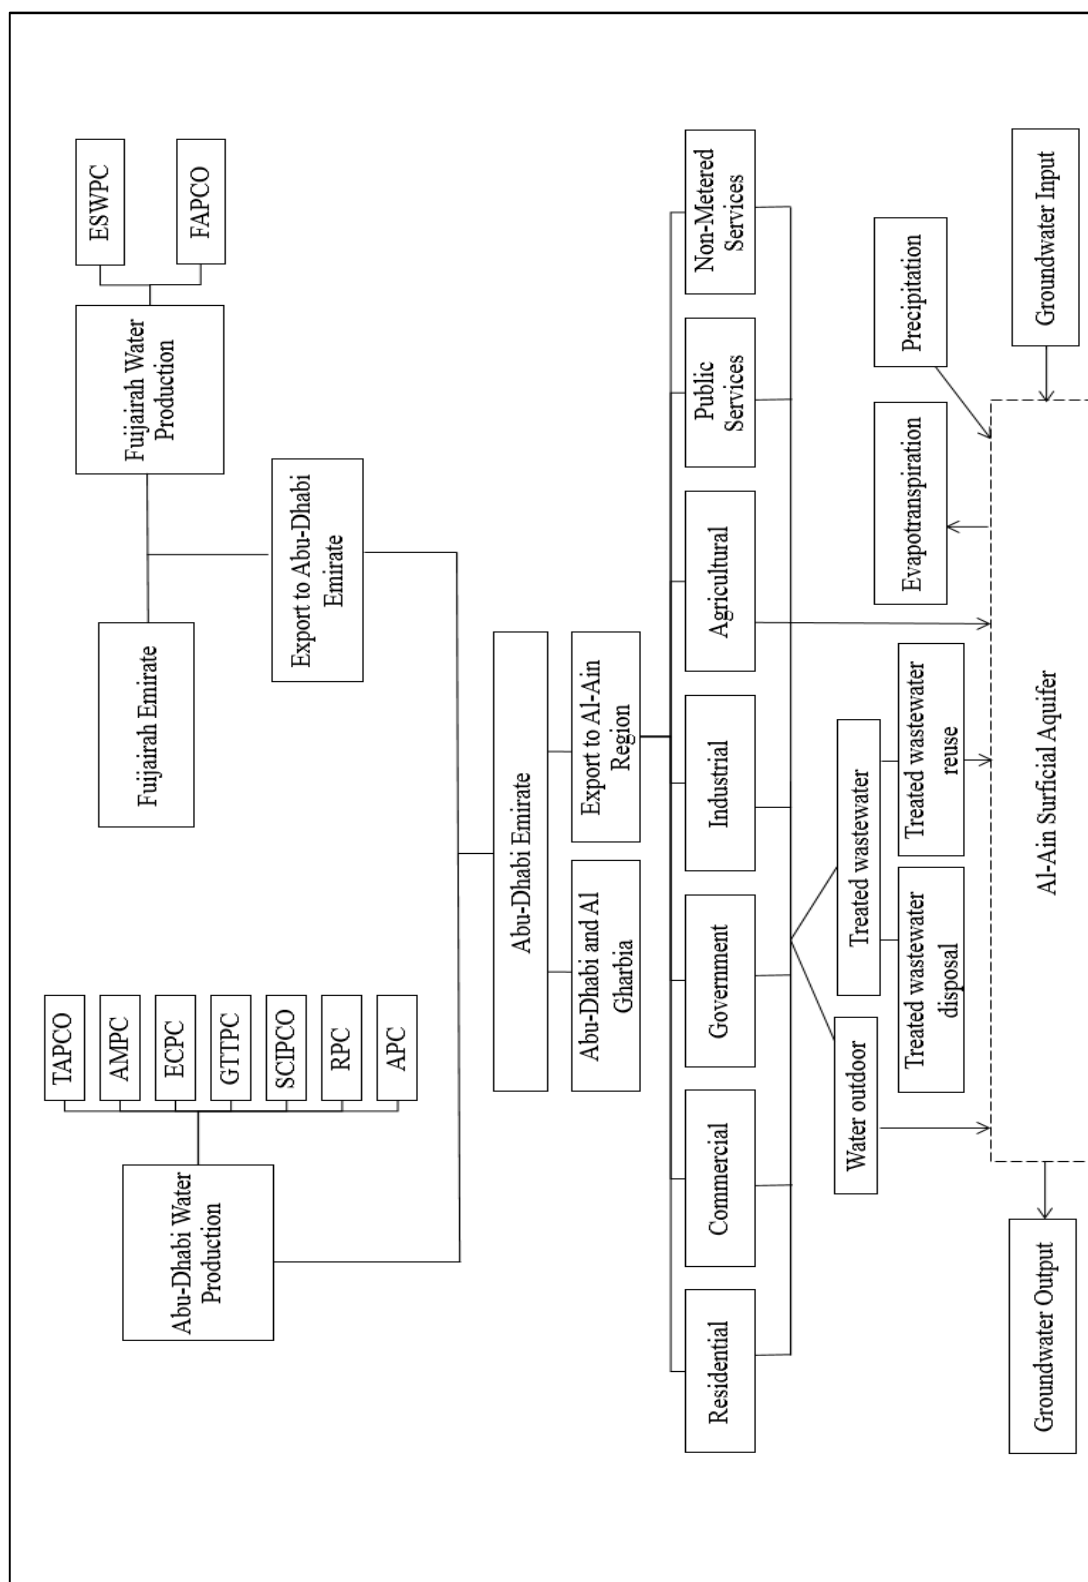 TAPCO
AMPC
ECPC
GTTPC
SCIPCO
RPC
APC
Abu-Dhabi Water
Production
Fuijairah Emirate
Fuijairah Water
Production
ESWPC
FAPCO
Export to Abu-Dhabi
Emirate
Abu-Dhabi Emirate
Abu-Dhabi and Al
Gharbia
Export to Al-Ain
Region
Residential
Commercial
Government
Industrial
Agricultural
Public
Services
Non-Metered
Services
Water outdoor
Treated wastewater
Treated wastewater
disposal
Treated wastewater
reuse
Evapotranspiration
Precipitation
Groundwater Output
Al-Ain Surficial Aquifer
Groundwater Input